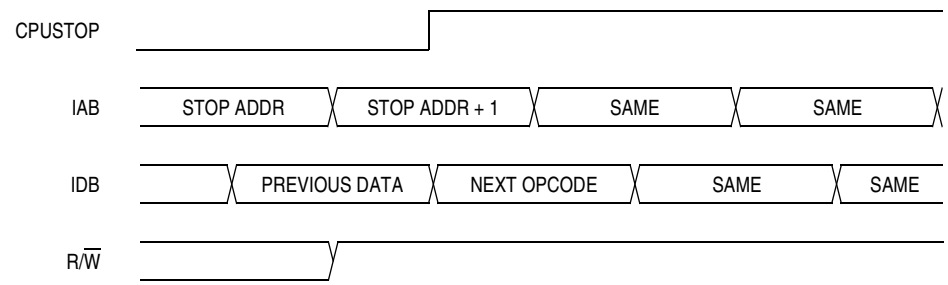 CPUSTOP
IAB STOP ADDR STOP ADDR + 1 SAME SAME
IDB PREVIOUS DATA NEXT OPCODE SAME SAME
R/W̅